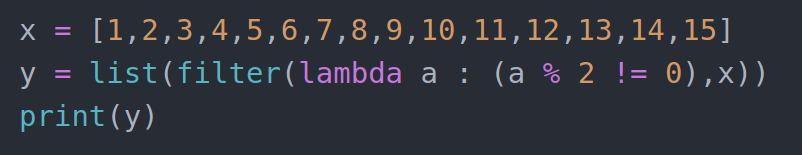 x = [1,2,3,4,5,6,7,8,9,10,11,12,13,14,15]
y = list(filter(lambda a : (a % 2 != 0),x))
print(y)